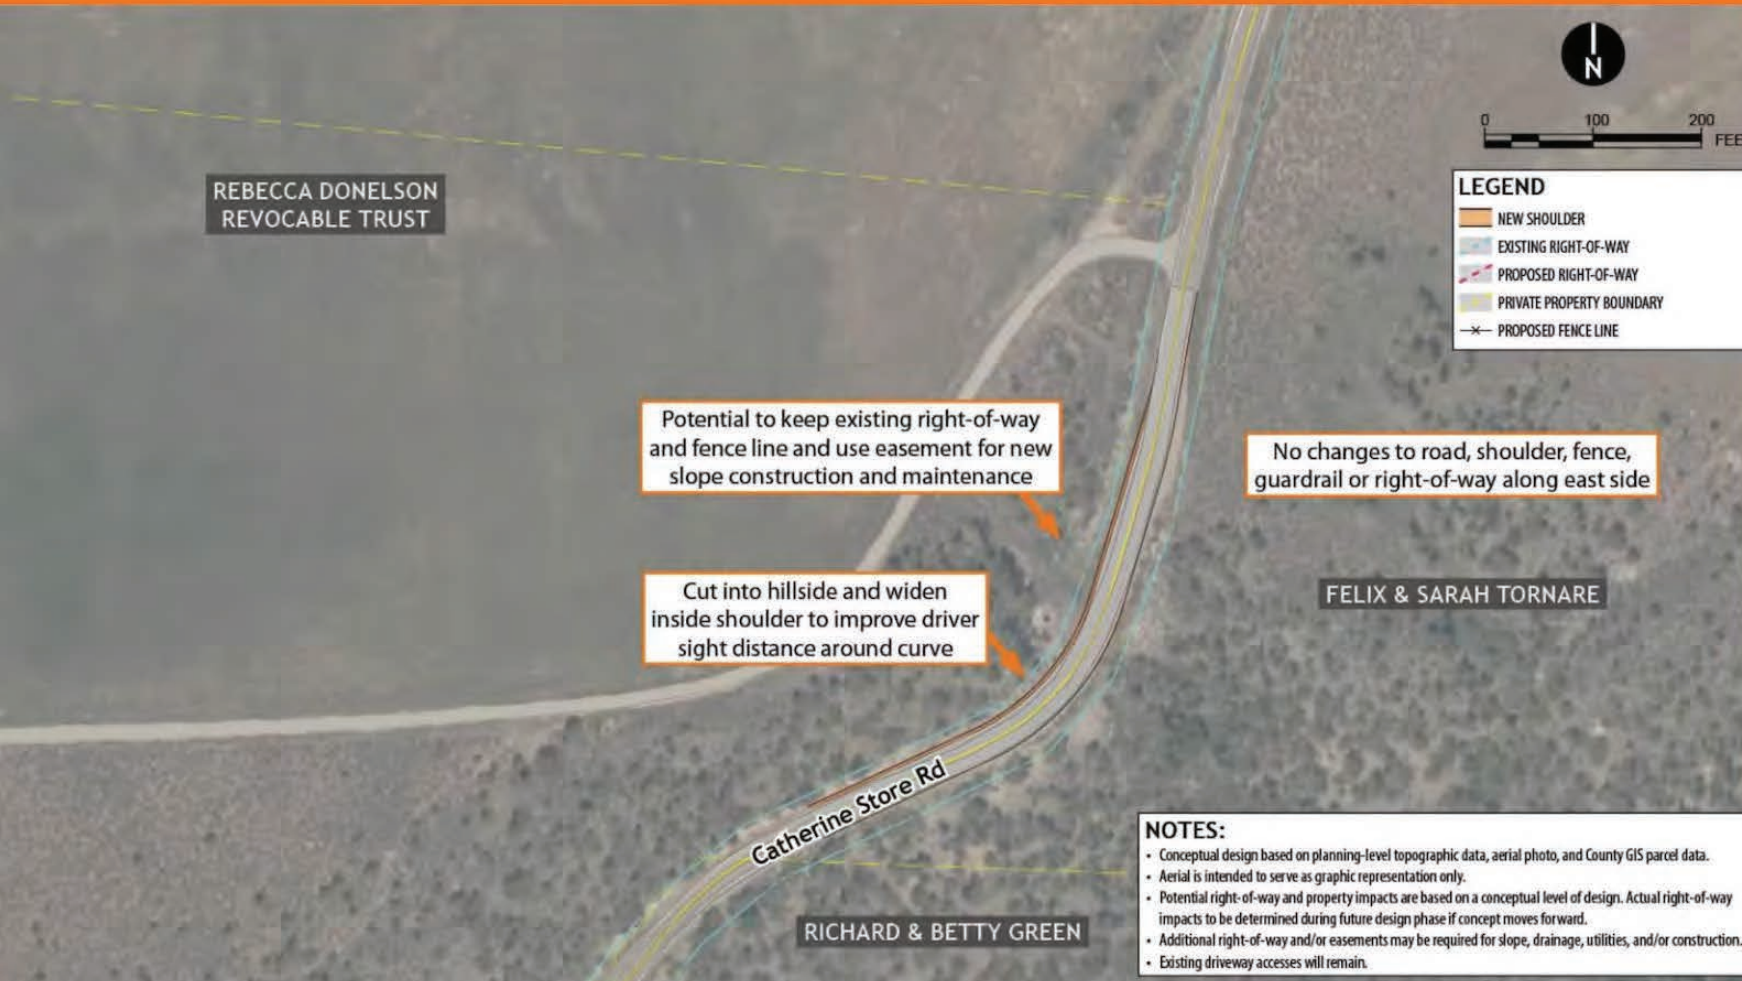 N
0 100 200
FEE
LEGEND
NEW SHOULDER
EXISTING RIGHT-OF-WAY
PROPOSED RIGHT-OF-WAY
PRIVATE PROPERTY BOUNDARY
PROPOSED FENCE LINE
REBECCA DONELSON
REVOCABLE TRUST
Potential to keep existing right-of-way
and fence line and use easement for new
slope construction and maintenance
No changes to road, shoulder, fence,
guardrail or right-of-way along east side
Cut into hillside and widen
inside shoulder to improve driver
sight distance around curve
FELIX & SARAH TORNARE
Catherine Store Rd
RICHARD & BETTY GREEN
NOTES:
• Conceptual design based on planning-level topographic data, aerial photo, and County GIS parcel data.
• Aerial is intended to serve as graphic representation only.
• Potential right-of-way and property impacts are based on a conceptual level of design. Actual right-of-way
impacts to be determined during future design phase if concept moves forward.
• Additional right-of-way and/or easements may be required for slope, drainage, utilities, and/or construction.
• Existing driveway accesses will remain.